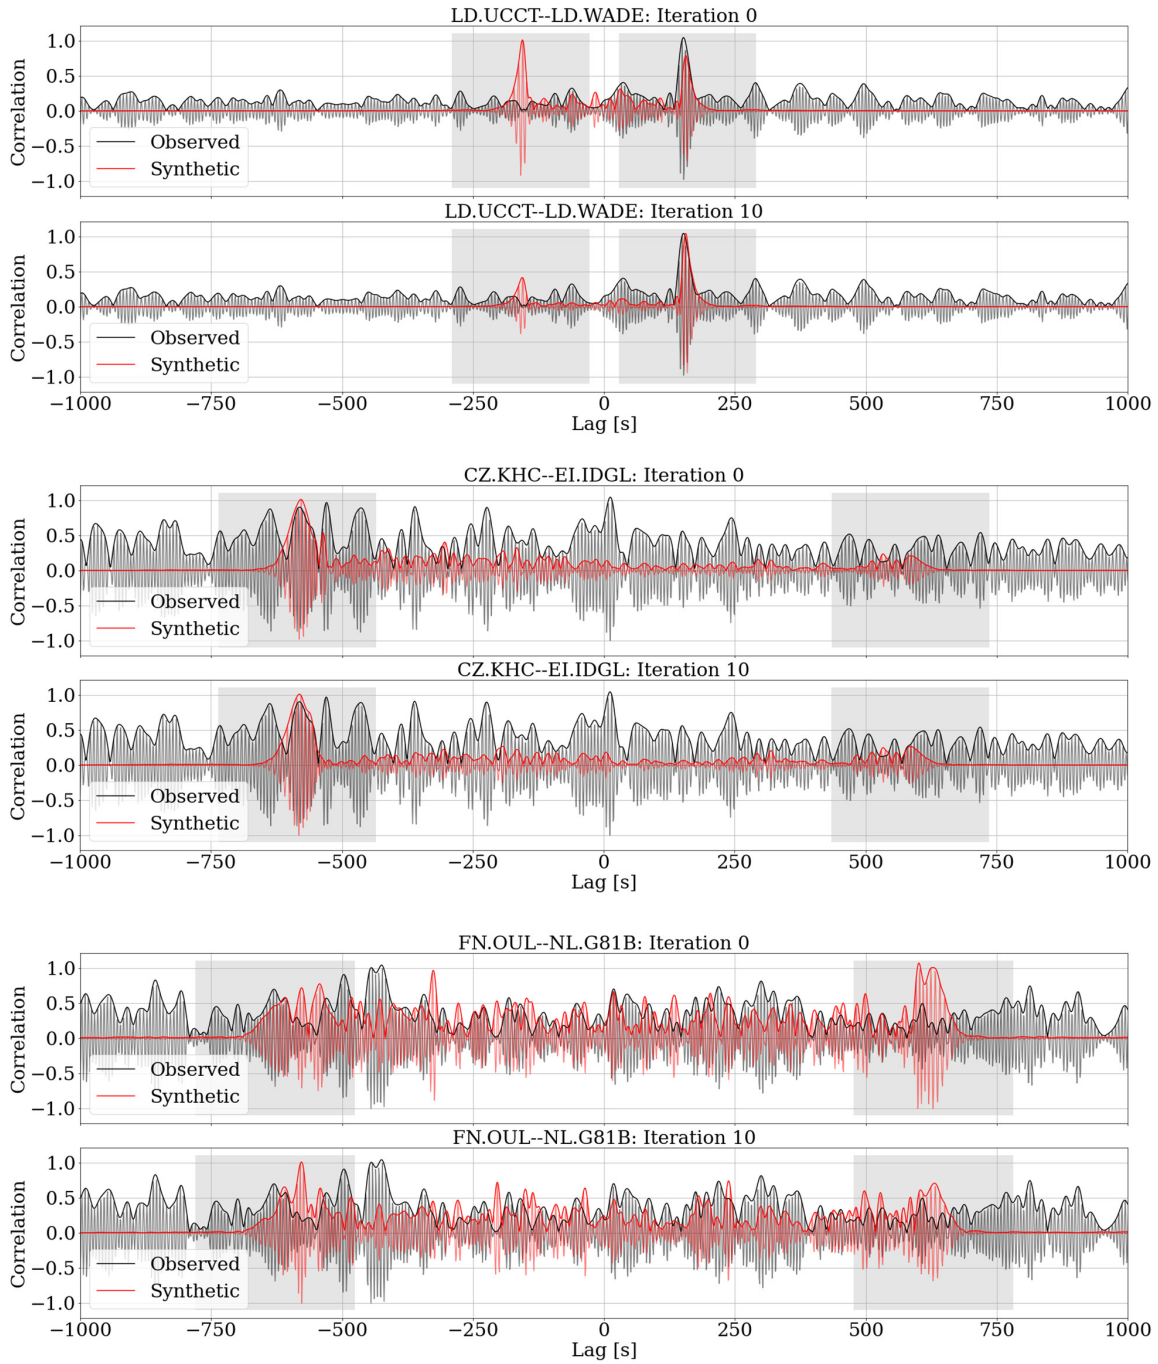 LD.UCCT--LD.WADE: Iteration 0
1.0
0.5
0.0
−0.5
−1.0
Correlation
Observed
Synthetic
LD.UCCT--LD.WADE: Iteration 10
1.0
0.5
0.0
−0.5
−1.0
Correlation
Observed
Synthetic
−1000 −750 −500 −250 0 250 500 750 1000
Lag [s]
CZ.KHC--EI.IDGL: Iteration 0
1.0
0.5
0.0
−0.5
−1.0
Correlation
Observed
Synthetic
CZ.KHC--EI.IDGL: Iteration 10
1.0
0.5
0.0
−0.5
−1.0
Correlation
Observed
Synthetic
−1000 −750 −500 −250 0 250 500 750 1000
Lag [s]
FN.OUL--NL.G81B: Iteration 0
1.0
0.5
0.0
−0.5
−1.0
Correlation
Observed
Synthetic
FN.OUL--NL.G81B: Iteration 10
1.0
0.5
0.0
−0.5
−1.0
Correlation
Observed
Synthetic
−1000 −750 −500 −250 0 250 500 750 1000
Lag [s]